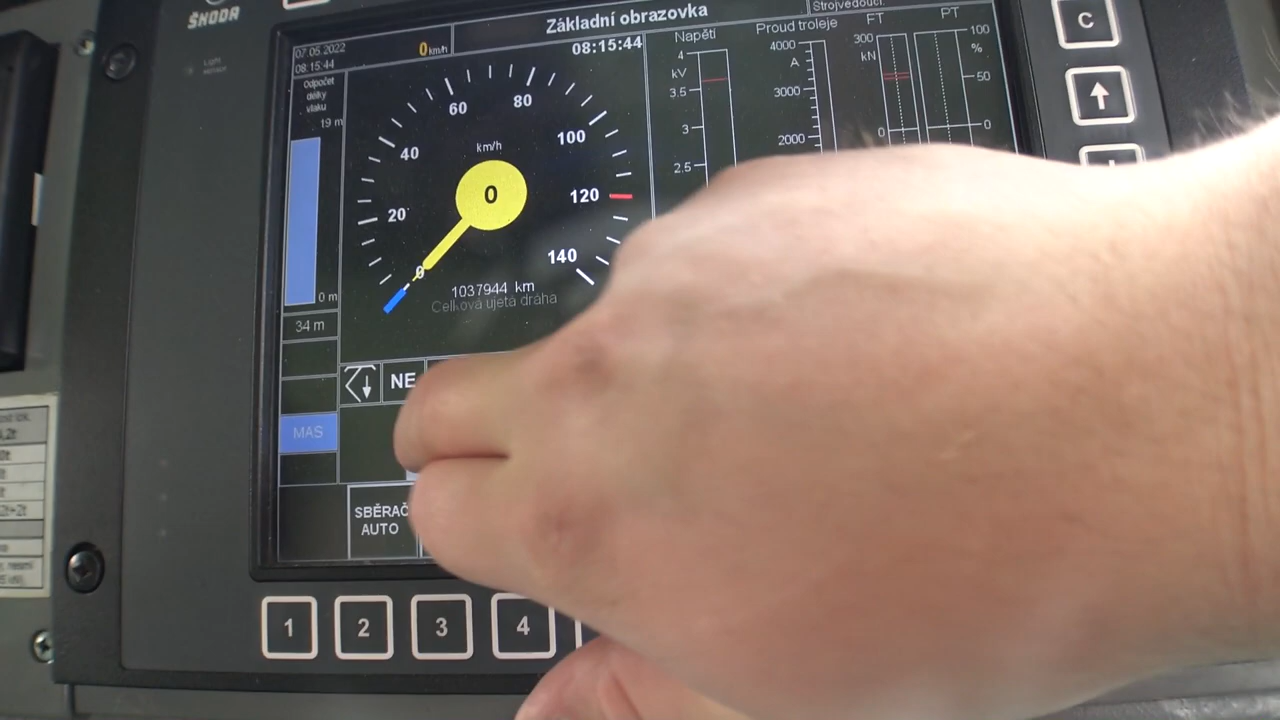 ŠKODA
Základní obrazovka
Strojvedoucí:
07.05.2022
08:15:44
0 km/h
08:15:44
Odpočet
délky
vlaku
19 m
0 m
34 m
MAS
km/h
0
0
20
40
60
80
100
120
140
1037944 km
Celková ujetá dráha
Napětí
4
kV
3.5
3
2.5
Proud troleje
4000
A
3000
2000
FT
300
kN
0
PT
100
%
50
0
NE
SBĚRAČ
AUTO
1
2
3
4
C